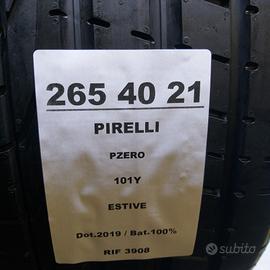 265 40 21
PIRELLI
PZERO
101Y
ESTIVE
Dot.2019 / Bat.100%
RIF 3908
subito